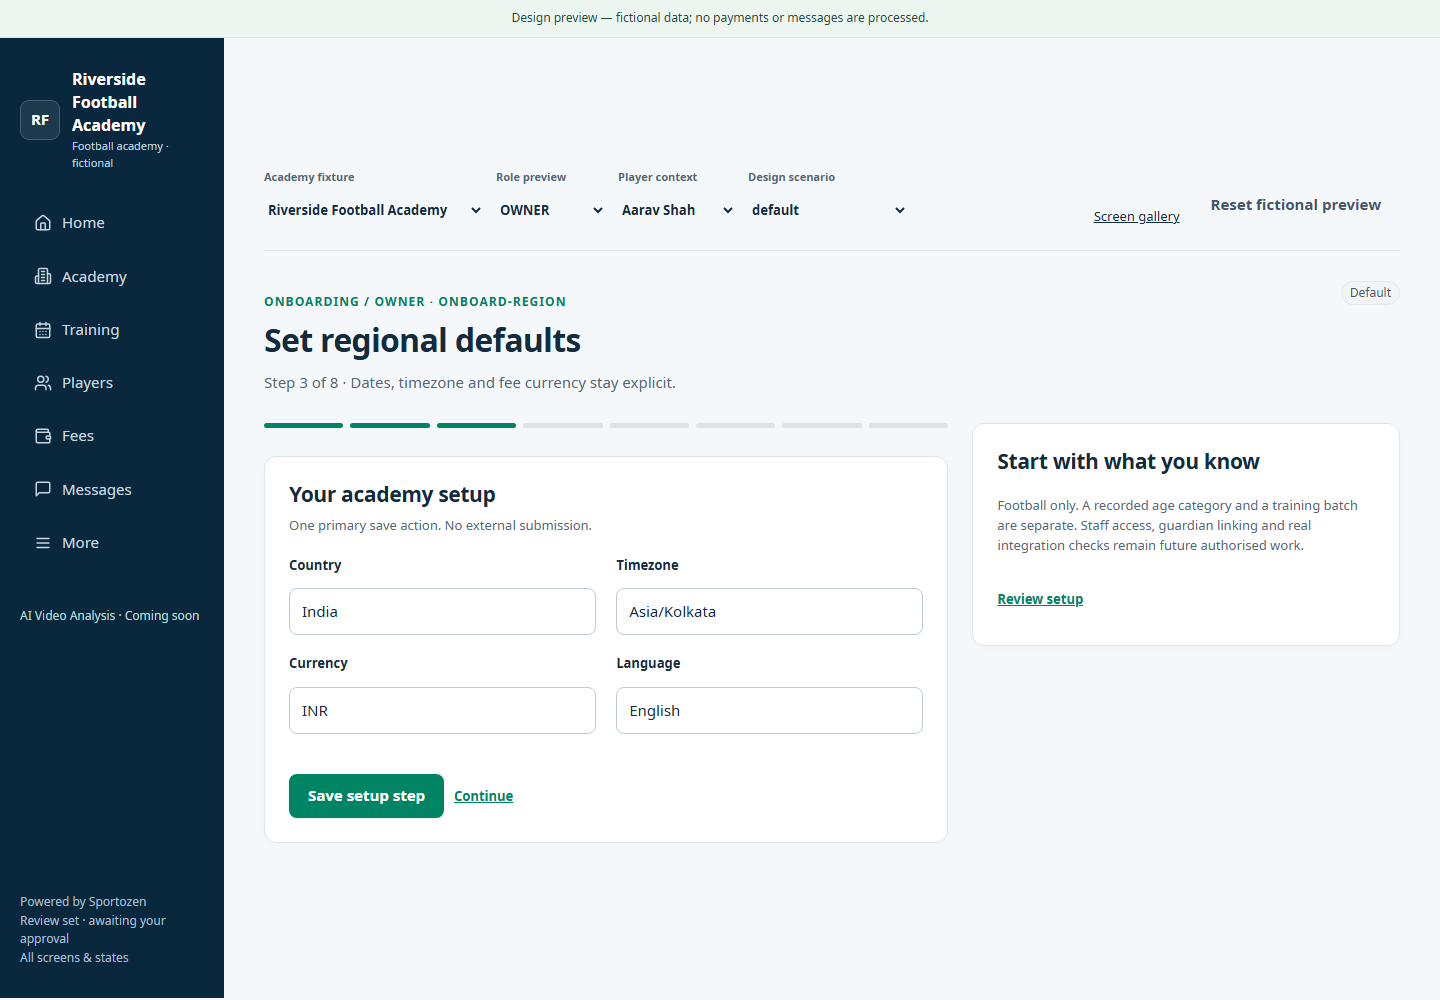 Design preview — fictional data; no payments or messages are processed.
RF
Riverside
Football
Academy
Football academy ·
fictional
Home
Academy
Training
Players
Fees
Messages
More
AI Video Analysis · Coming soon
Powered by Sportozen
Review set · awaiting your
approval
All screens & states
Academy fixture
Riverside Football Academy
Role preview
OWNER
Player context
Aarav Shah
Design scenario
default
Screen gallery
Reset fictional preview
ONBOARDING / OWNER · ONBOARD-REGION
Default
Set regional defaults
Step 3 of 8 · Dates, timezone and fee currency stay explicit.
Your academy setup
One primary save action. No external submission.
Country
India
Timezone
Asia/Kolkata
Currency
INR
Language
English
Save setup step
Continue
Start with what you know
Football only. A recorded age category and a training batch
are separate. Staff access, guardian linking and real
integration checks remain future authorised work.
Review setup